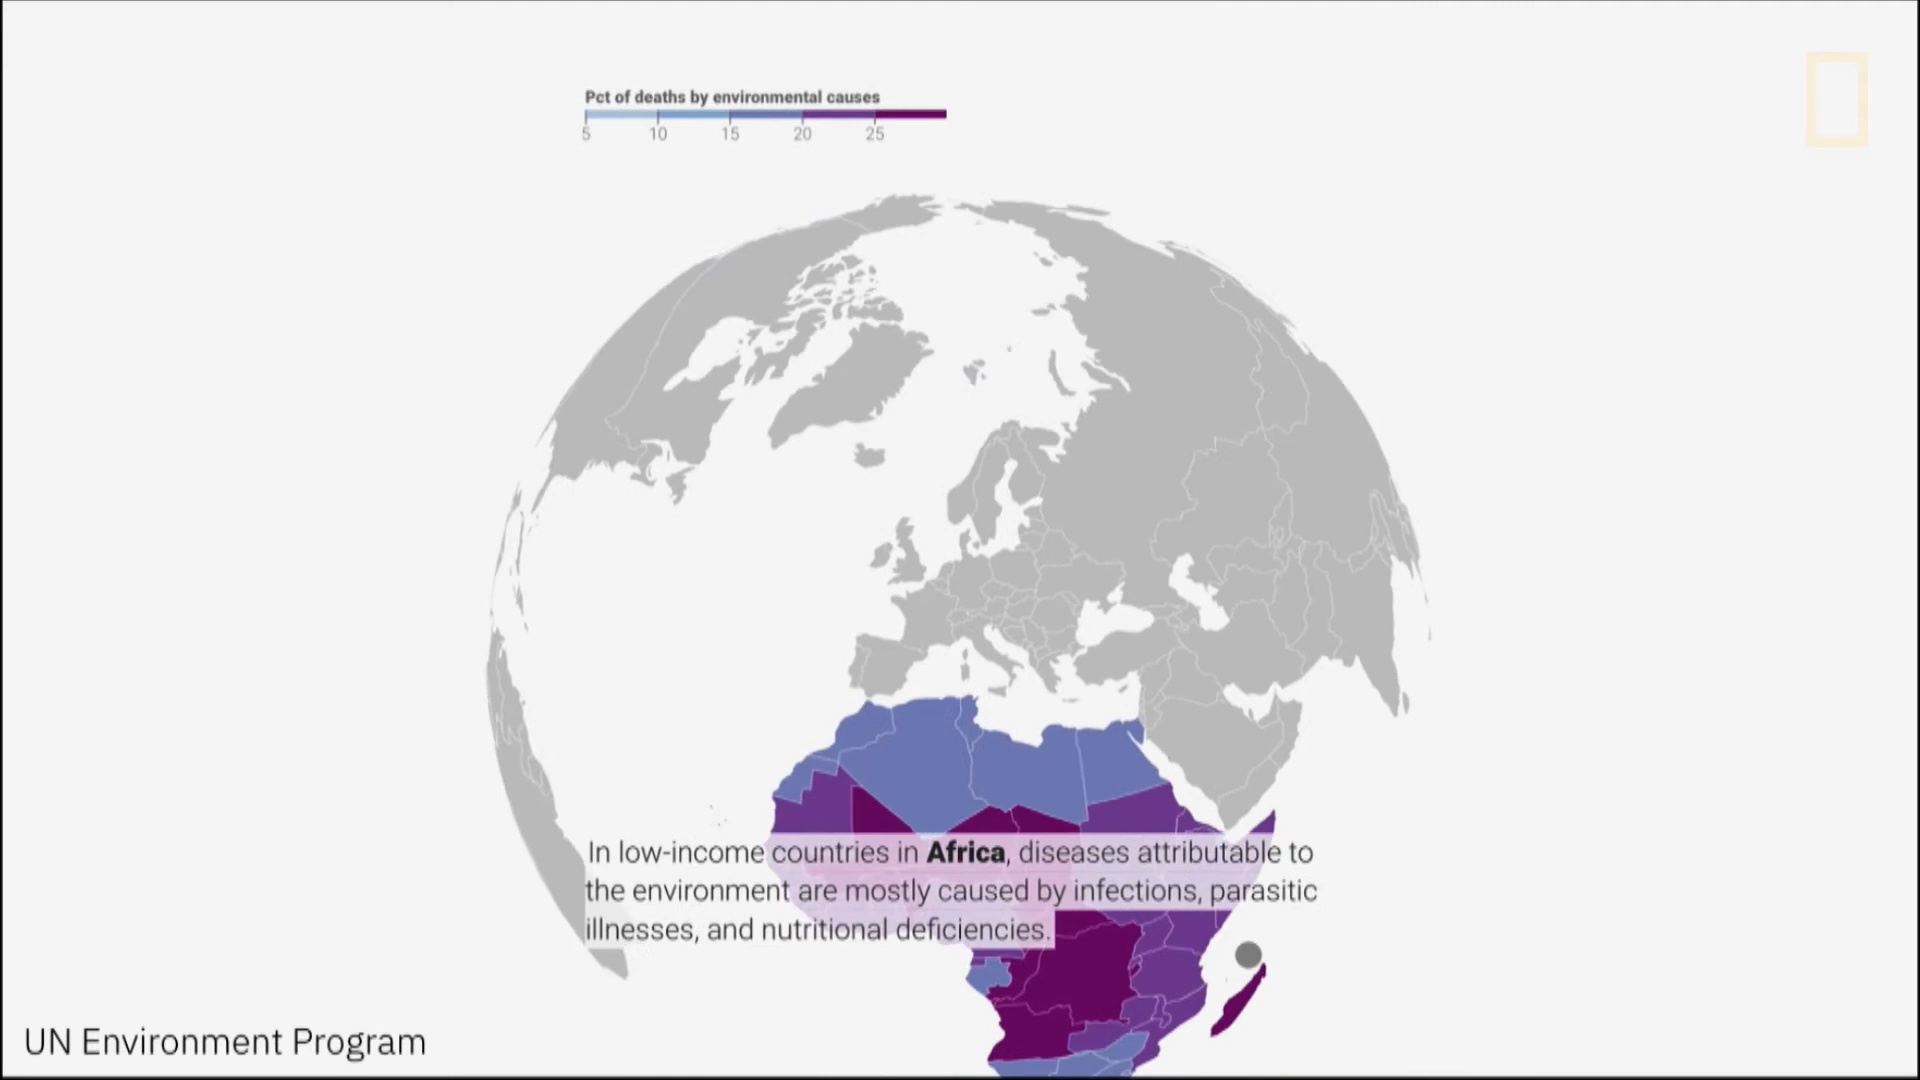 Pct of deaths by environmental causes
5 10 15 20 25
In low-income countries in Africa, diseases attributable to
the environment are mostly caused by infections, parasitic
illnesses, and nutritional deficiencies.
UN Environment Program